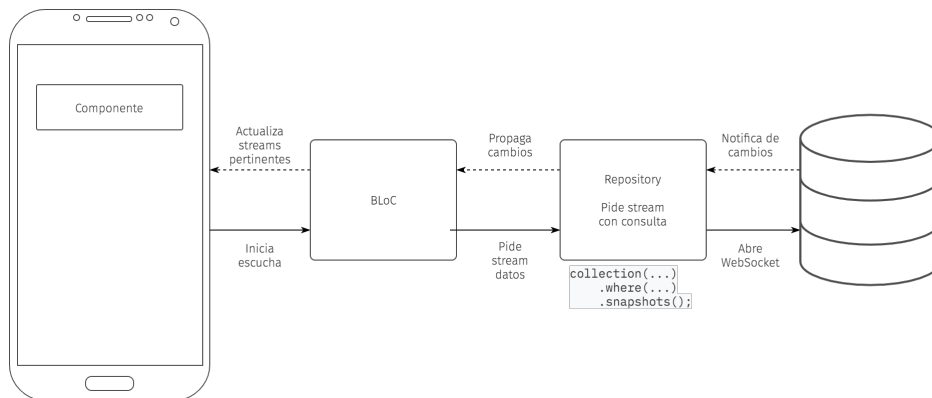 Componente
Actualiza
streams
pertinentes
Inicia
escucha
BLoC
Propaga
cambios
Pide
stream
datos
Repository
Pide stream
con consulta
collection(...)
.where(...)
.snapshots();
Notifica de
cambios
Abre
WebSocket